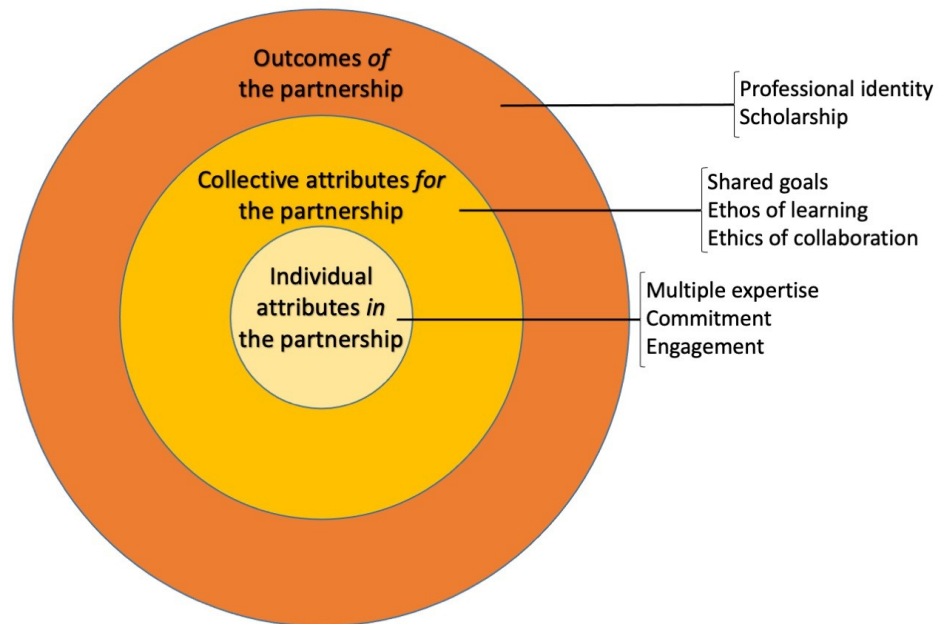 Outcomes of
the partnership
Professional identity
Scholarship
Collective attributes for
the partnership
Shared goals
Ethos of learning
Ethics of collaboration
Individual
attributes in
the partnership
Multiple expertise
Commitment
Engagement